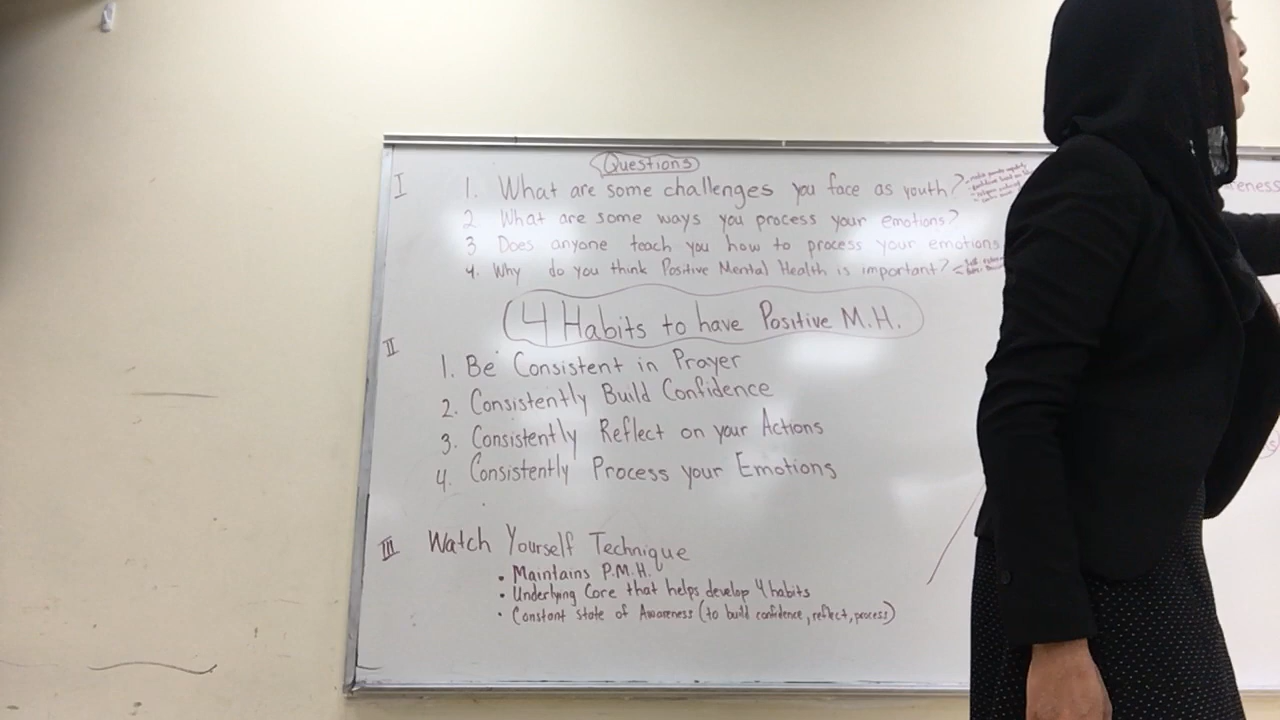 Questions
I
1. What are some challenges you face as youth?
2 What are some ways you process your emotions?
3 Does anyone teach you how to process your emotions
4. Why do you think Positive Mental Health is important?
4 Habits to have Positive M.H.
II
1. Be Consistent in Prayer
2. Consistently Build Confidence
3. Consistently Reflect on your Actions
4. Consistently Process your Emotions
III Watch Yourself Technique
• Maintains P.M.H.
• Underlying Core that helps develop 4 habits
• Constant State of Awareness (to build confidence, reflect, process)